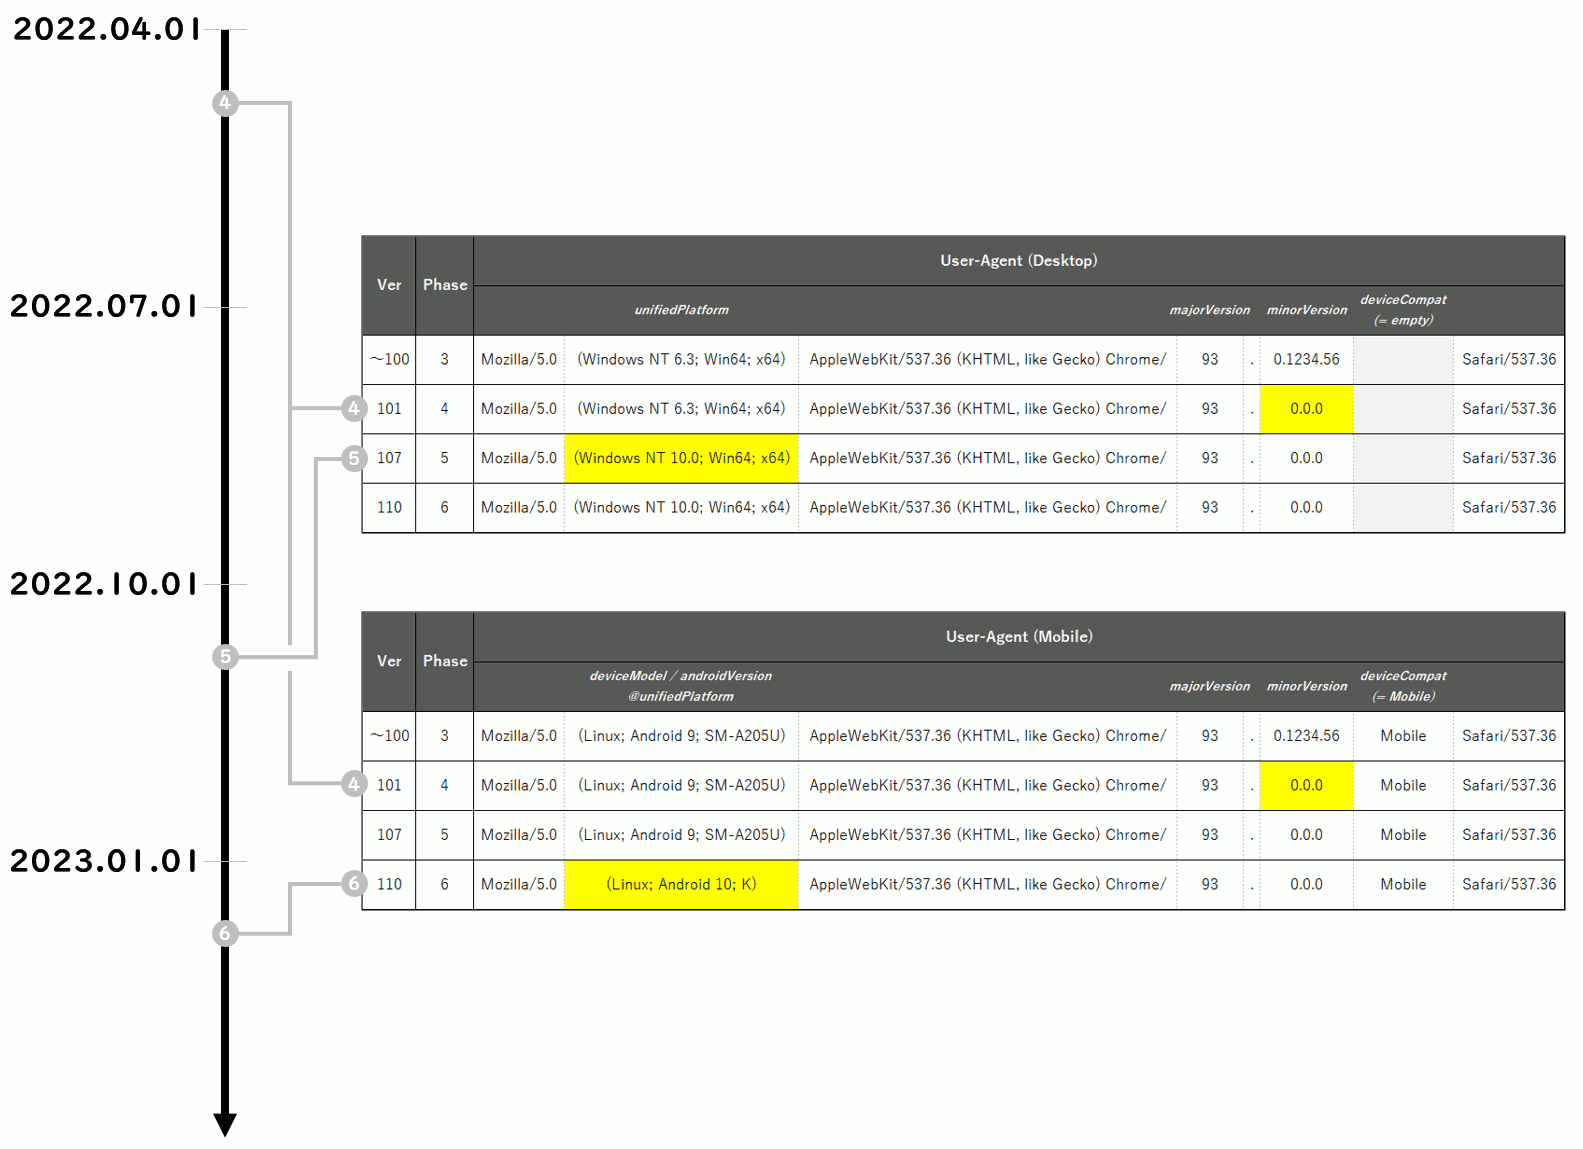 2022.04.01
4
2022.07.01
2022.10.01
5
2023.01.01
6
Ver Phase User-Agent (Desktop)
unifiedPlatform majorVersion minorVersion deviceCompat
(= empty)
～100 3 Mozilla/5.0 (Windows NT 6.3; Win64; x64) AppleWebKit/537.36 (KHTML, like Gecko) Chrome/ 93 . 0.1234.56 Safari/537.36
4 101 4 Mozilla/5.0 (Windows NT 6.3; Win64; x64) AppleWebKit/537.36 (KHTML, like Gecko) Chrome/ 93 . 0.0.0 Safari/537.36
5 107 5 Mozilla/5.0 (Windows NT 10.0; Win64; x64) AppleWebKit/537.36 (KHTML, like Gecko) Chrome/ 93 . 0.0.0 Safari/537.36
110 6 Mozilla/5.0 (Windows NT 10.0; Win64; x64) AppleWebKit/537.36 (KHTML, like Gecko) Chrome/ 93 . 0.0.0 Safari/537.36
Ver Phase User-Agent (Mobile)
deviceModel / androidVersion
@unifiedPlatform majorVersion minorVersion deviceCompat
(= Mobile)
～100 3 Mozilla/5.0 (Linux; Android 9; SM-A205U) AppleWebKit/537.36 (KHTML, like Gecko) Chrome/ 93 . 0.1234.56 Mobile Safari/537.36
4 101 4 Mozilla/5.0 (Linux; Android 9; SM-A205U) AppleWebKit/537.36 (KHTML, like Gecko) Chrome/ 93 . 0.0.0 Mobile Safari/537.36
107 5 Mozilla/5.0 (Linux; Android 9; SM-A205U) AppleWebKit/537.36 (KHTML, like Gecko) Chrome/ 93 . 0.0.0 Mobile Safari/537.36
6 110 6 Mozilla/5.0 (Linux; Android 10; K) AppleWebKit/537.36 (KHTML, like Gecko) Chrome/ 93 . 0.0.0 Mobile Safari/537.36